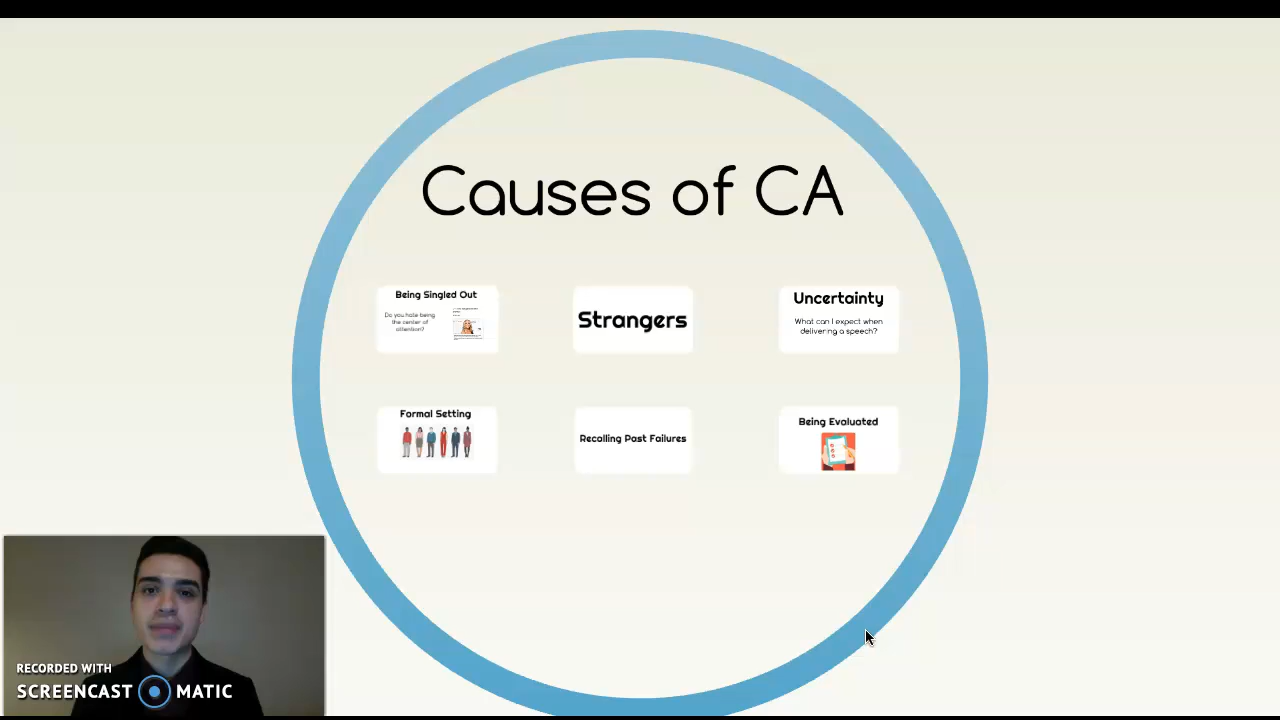 Causes of CA
Being Singled Out
Do you hate being
the center of
attention?
Strangers
Uncertainty
What can I expect when
delivering a speech?
Formal Setting
Recalling Past Failures
Being Evaluated
RECORDED WITH
SCREENCAST MATIC